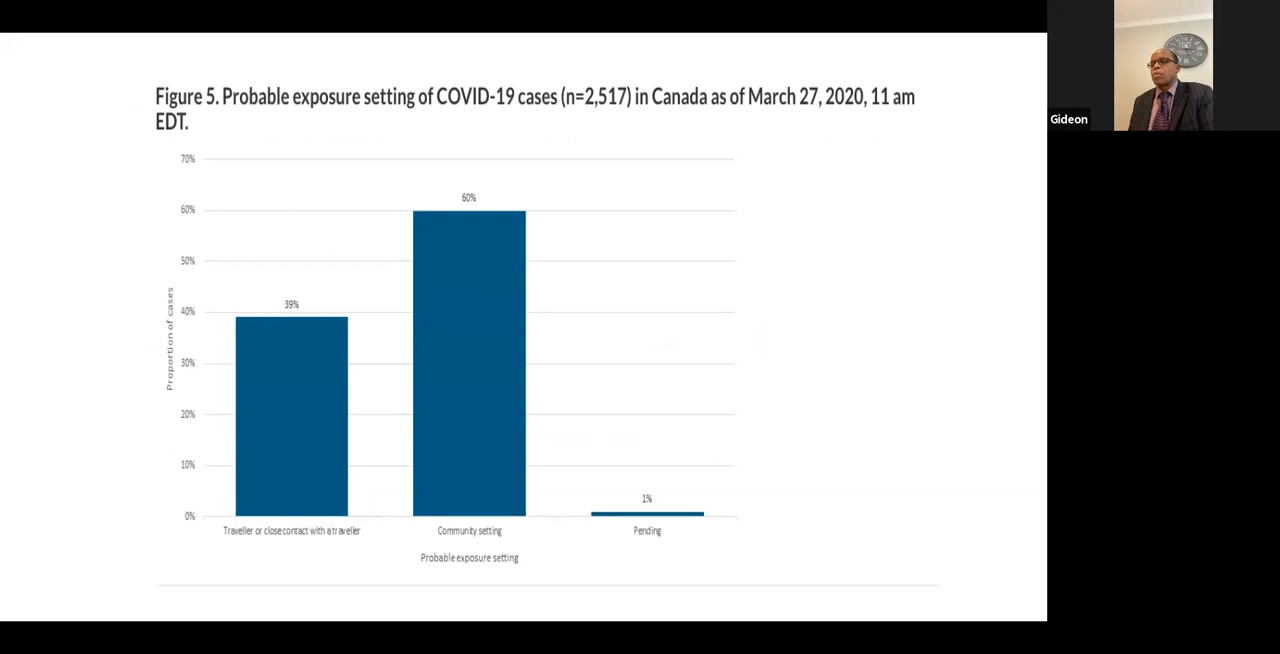 Figure 5. Probable exposure setting of COVID-19 cases (n=2,517) in Canada as of March 27, 2020, 11 am
EDT.
Gideon
70%
60%
60%
50%
39%
40%
30%
20%
10%
1%
0%
Proportion of cases
Traveller or close contact with a traveller
Community setting
Pending
Probable exposure setting